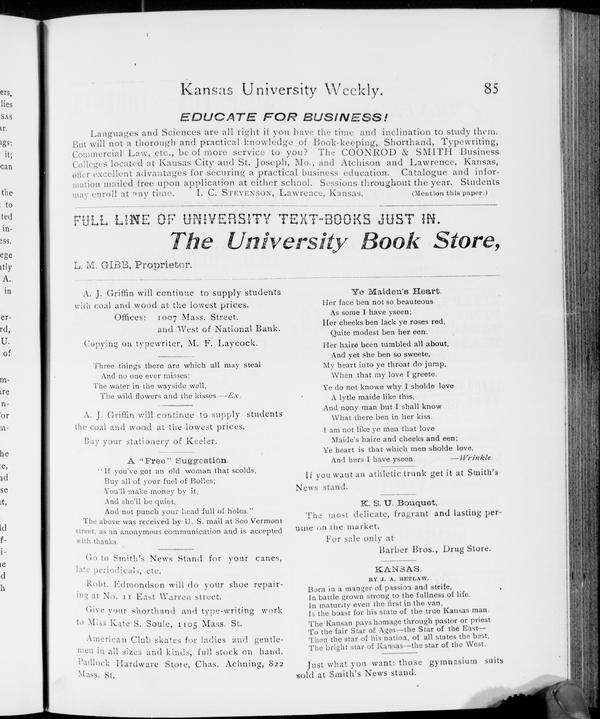 Kansas University Weekly. 85
EDUCATE FOR BUSINESS!
Languages and Sciences are all right if you have the time and inclination to study them.
But will not a thorough and practical knowledge of Book-keeping, Shorthand, Typewriting,
Commercial Law, etc., be of more service to you? The COONROD & SMITH Business
Colleges located at Kansas City and St. Joseph, Mo., and Atchison and Lawrence, Kansas,
offer excellent advantages for securing a practical business education. Catalogue and infor-
mation mailed free upon application at either school. Sessions throughout the year. Students
may enroll at any time. I. C. STEVENSON, Lawrence, Kansas. (Mention this paper.)
FULL LINE OF UNIVERSITY TEXT-BOOKS JUST IN.
The University Book Store,
L. M. GIBB, Proprietor.
A. J. Griffin will continue to supply students
with coal and wood at the lowest prices.
Offices: 1007 Mass. Street.
and West of National Bank.
Copying on typewriter, M. F. Laycock.
Three things there are which all may steal
And no one ever misses:
The water in the wayside well,
The wild flowers and the kisses.—Ex.
A. J. Griffin will continue to supply students
the coal and wood at the lowest prices.
Buy your stationery of Keeler.
A "Free" Suggestion.
"If you've got an old woman that scolds,
Buy all of your fuel of Bolles;
You'll make money by it,
And she'll be quiet,
And not punch your head full of holes."
The above was received by U. S. mail at 800 Vermont
street, as an anonymous communication and is accepted
with thanks.
Go to Smith's News Stand for your canes,
late periodicals, etc.
Robt. Edmondson will do your shoe repair-
ing at No. 11 East Warren street.
Give your shorthand and type-writing work
to Miss Kate S. Soule, 1105 Mass. St.
American Club skates for ladies and gentle-
men in all sizes and kinds, full stock on hand.
Padlock Hardware Store, Chas. Achning, 822
Mass. St.
Ye Maiden's Heart.
Her face ben not so beauteous
As some I have yseen;
Her cheeks ben lack ye roses red,
Quite modest ben her een.
Her haire been tumbled all about,
And yet she ben so sweete,
My heart into ye throat do jump,
When that my love I greete.
Ye do not knowe why I sholde love
A lytle maide like this,
And nony man but I shall know
What there ben in her kiss.
I am not like ye men that love
Maide's haire and cheeks and een;
Ye heart is that which men sholde love,
And hers I have yseen. —Wrinkle.
If you want an athletic trunk get it at Smith's
News stand.
K. S. U. Bouquet,
The most delicate, fragrant and lasting per-
ume on the market.
For sale only at
Barber Bros., Drug Store.
KANSAS.
BY J. A. RETLAW.
Born in a manger of passion and strife,
In battle grown strong to the fullness of life.
In maturity even the first in the van,
Is the boast for his state of the true Kansas man.
The Kansan pays homage through pastor or priest
To the fair Star of Ages—the Star of the East—
Then the star of his nation, of all states the best,
The bright star of Kansas—the star of the West.
Just what you want: those gymnasium suits
sold at Smith's News stand.